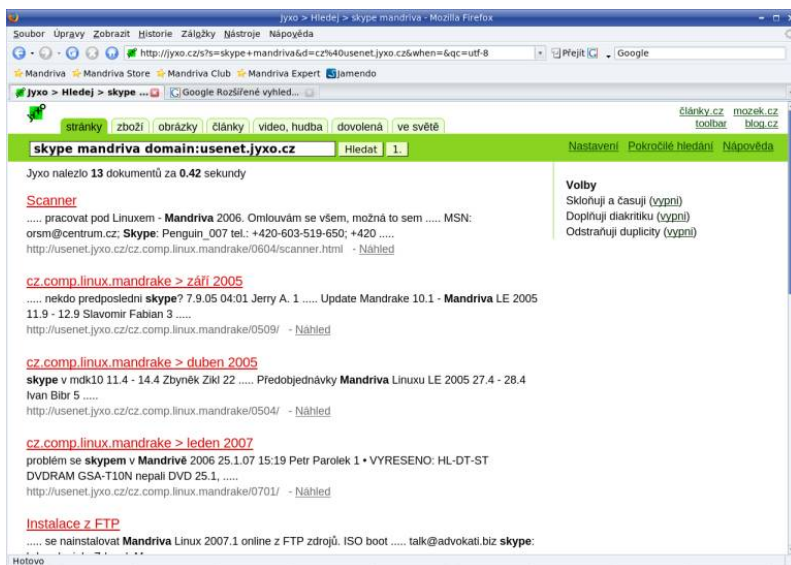 jyxo > Hledej > skype mandriva - Mozilla Firefox
Soubor Úpravy Zobrazit Historie Záložky Nástroje Nápověda
http://jyxo.cz/s?s=skype+mandriva&d=cz%40usenet.jyxo.cz&when=&qc=utf-8 Přejít Google
Mandriva Mandriva Store Mandriva Club Mandriva Expert Jamendo
Jyxo > Hledej > skype ... Google Rozšířené vyhled...
články.cz mozek.cz
stránky zboží obrázky články video, hudba dovolená ve světě toolbar blog.cz
skype mandriva domain:usenet.jyxo.cz Hledat 1. Nastavení Pokročilé hledání Nápověda
Jyxo nalezlo 13 dokumentů za 0.42 sekundy
Scanner
..... pracovat pod Linuxem - Mandriva 2006. Omlouvám se všem, možná to sem ..... MSN:
orsm@centrum.cz; Skype: Penguin_007 tel.: +420-603-519-650; +420 .....
http://usenet.jyxo.cz/cz.comp.linux.mandrake/0604/scanner.html - Náhled
cz.comp.linux.mandrake > září 2005
..... nekdo predposledni skype? 7.9.05 04:01 Jerry A. 1 ..... Update Mandrake 10.1 - Mandriva LE 2005
11.9 - 12.9 Slavomir Fabian 3 .....
http://usenet.jyxo.cz/cz.comp.linux.mandrake/0509/ - Náhled
cz.comp.linux.mandrake > duben 2005
skype v mdk10 11.4 - 14.4 Zbyněk Zikl 22 ..... Předobjednávky Mandriva Linuxu LE 2005 27.4 - 28.4
Ivan Bibr 5 .....
http://usenet.jyxo.cz/cz.comp.linux.mandrake/0504/ - Náhled
cz.comp.linux.mandrake > leden 2007
problém se skypem v Mandrivě 2006 25.1.07 15:19 Petr Parolek 1 • VYRESENO: HL-DT-ST
DVDRAM GSA-T10N nepali DVD 25.1, .....
http://usenet.jyxo.cz/cz.comp.linux.mandrake/0701/ - Náhled
Instalace z FTP
..... se nainstalovat Mandriva Linux 2007.1 online z FTP zdrojů. ISO boot ..... talk@advokati.biz skype:
Volby
Skloňuji a časuji (vypni)
Doplňuji diakritiku (vypni)
Odstraňuji duplicity (vypni)
Hotovo